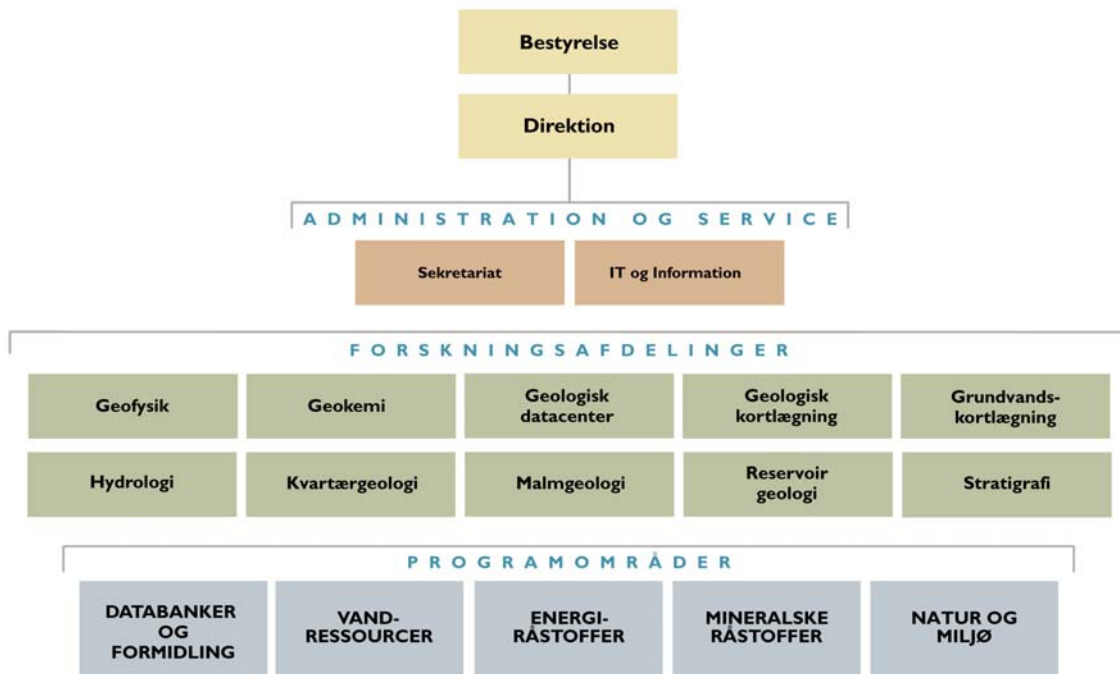 Bestyrelse
Direktion
ADMINISTRATION OG SERVICE
Sekretariat
IT og Information
FORSKNINGSAFDELINGER
Geofysik
Geokemi
Geologisk
datacenter
Geologisk
kortlægning
Grundvands-
kortlægning
Hydrologi
Kvartærgeologi
Malmgeologi
Reservoir
geologi
Stratigrafi
PROGRAMOMRÅDER
DATABANKER
OG
FORMIDLING
VAND-
RESSOURCER
ENERGI-
RÅSTOFFER
MINERALSKE
RÅSTOFFER
NATUR OG
MILJØ